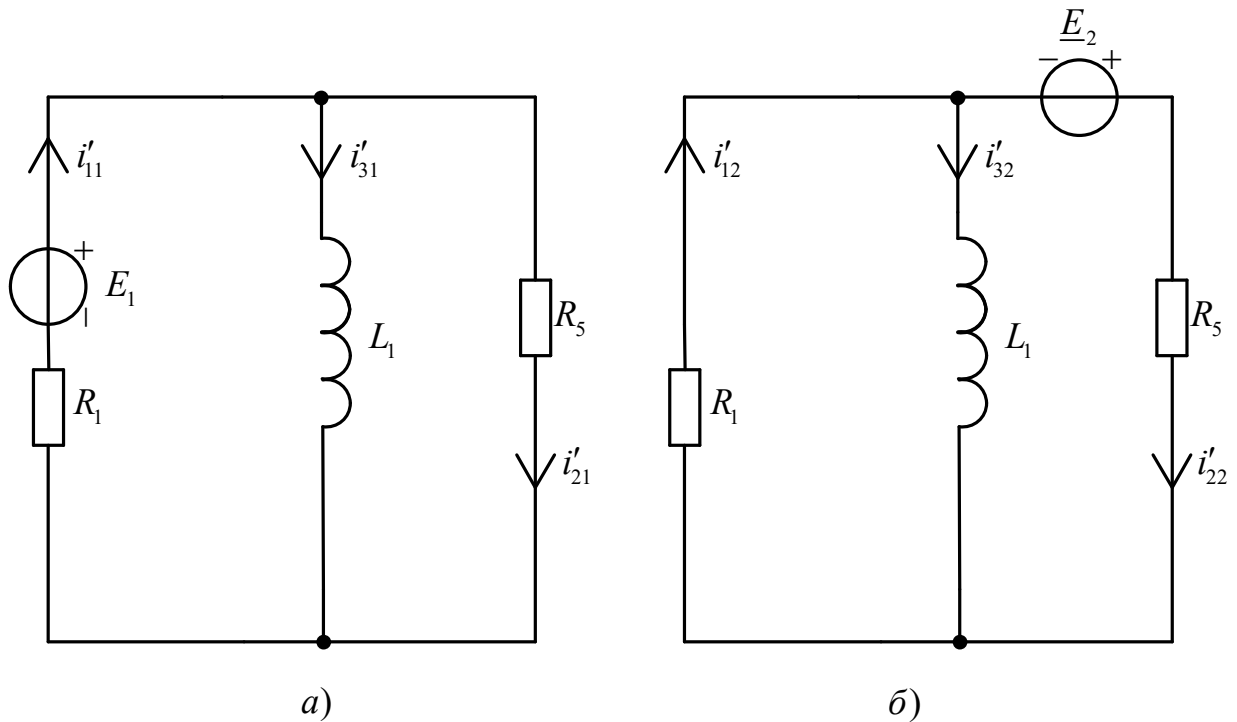 E₂
− +
i′₁₁
i′₃₁
i′₁₂
i′₃₂
+
E₁
−
R₅
R₅
L₁
L₁
R₁
R₁
i′₂₁
i′₂₂
а)
б)